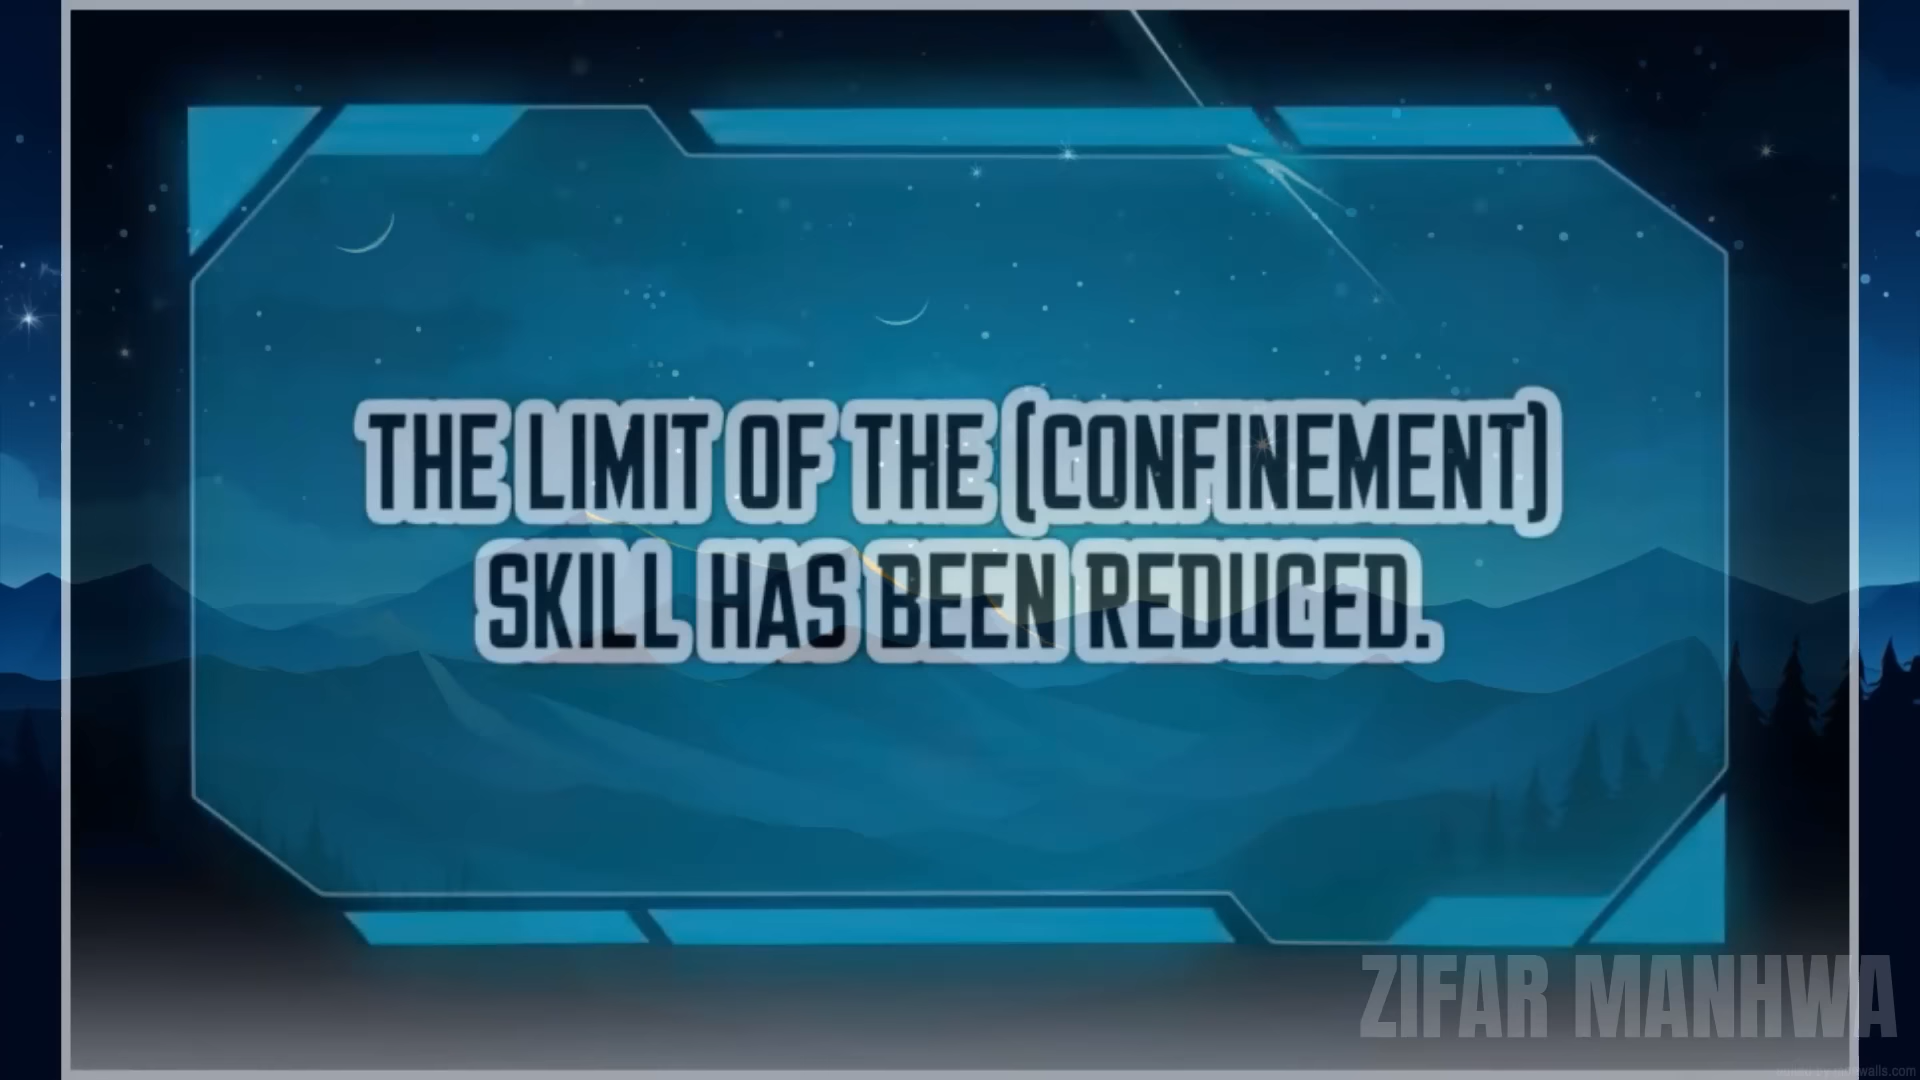 THE LIMIT OF THE (CONFINEMENT)
SKILL HAS BEEN REDUCED.
ZIFAR MANHWA